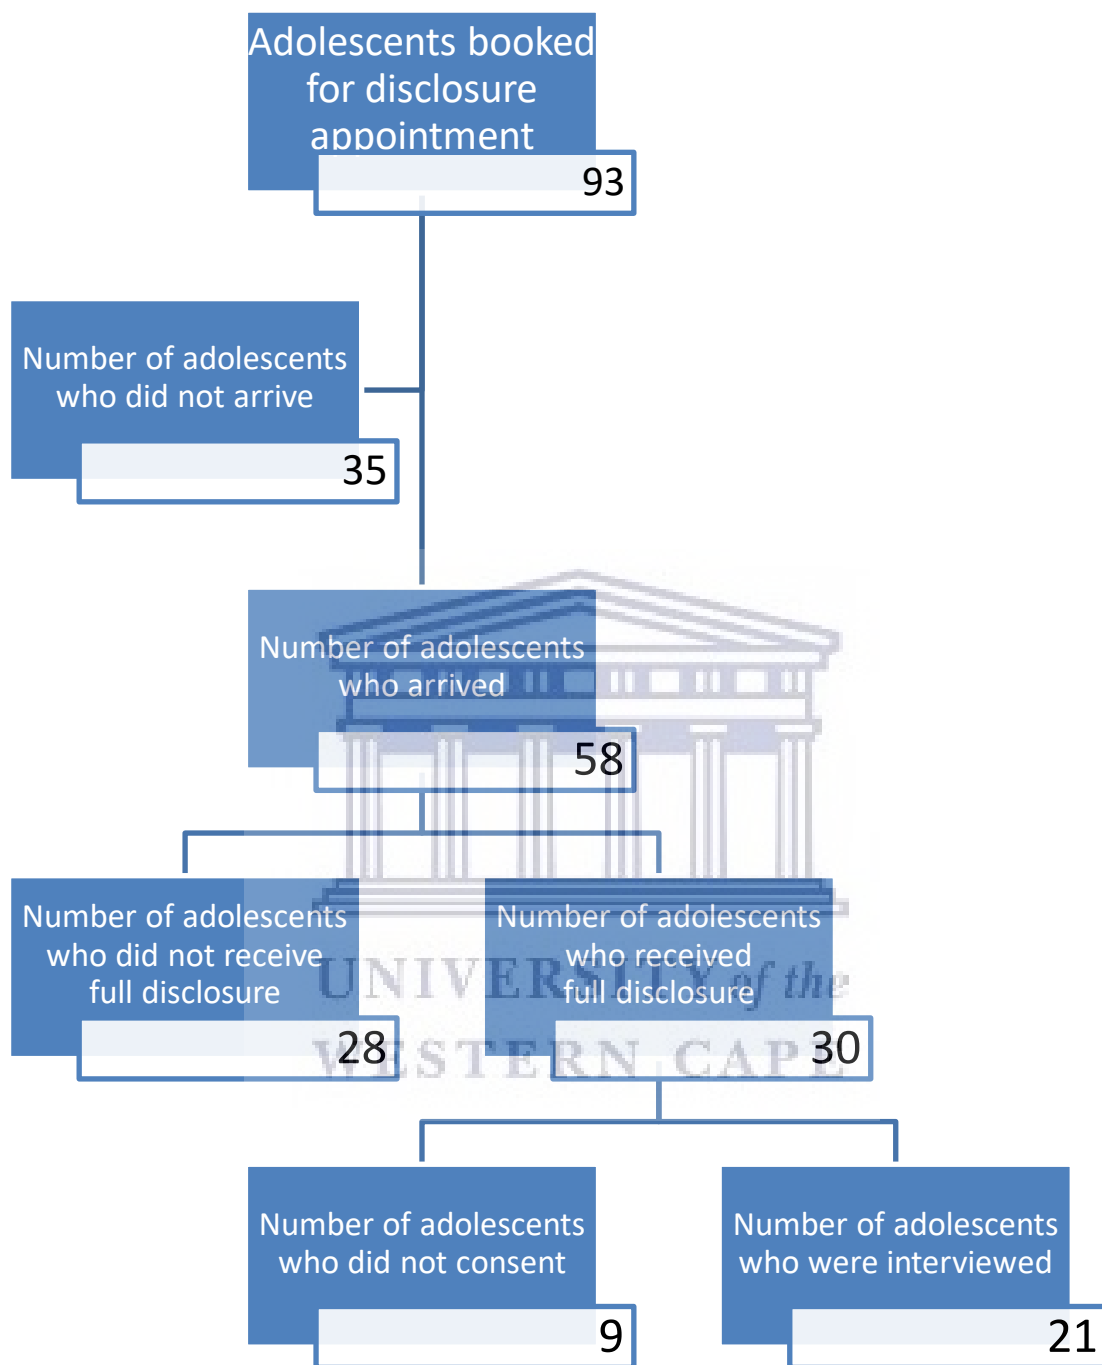 Adolescents booked
for disclosure
appointment
93
Number of adolescents
who did not arrive
35
Number of adolescents
who arrived
58
Number of adolescents
who did not receive
full disclosure
28
Number of adolescents
who received
full disclosure
30
UNIVERSITY of the
WESTERN CAPE
Number of adolescents
who did not consent
9
Number of adolescents
who were interviewed
21